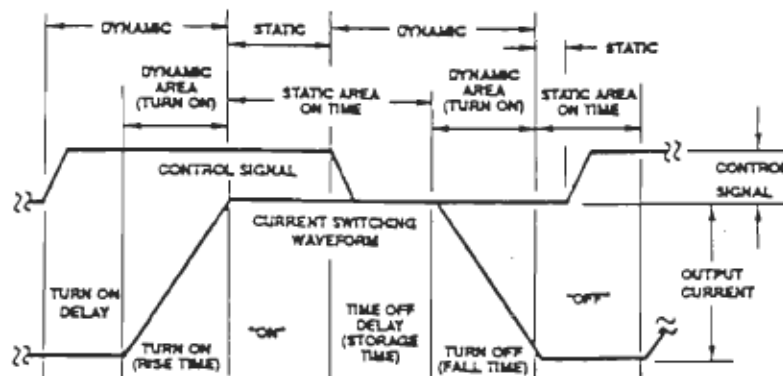 DYNAMIC
STATIC
DYNAMIC
STATIC
DYNAMIC
AREA
(TURN ON)
STATIC AREA
ON TIME
DYNAMIC
AREA
(TURN ON)
STATIC AREA
ON TIME
CONTROL SIGNAL
CONTROL
SIGNAL
CURRENT SWITCHING
WAVEFORM
TURN ON
DELAY
TURN ON
(RISE TIME)
"ON"
TIME OFF
DELAY
(STORAGE
TIME)
TURN OFF
(FALL TIME)
"OFF"
OUTPUT
CURRENT